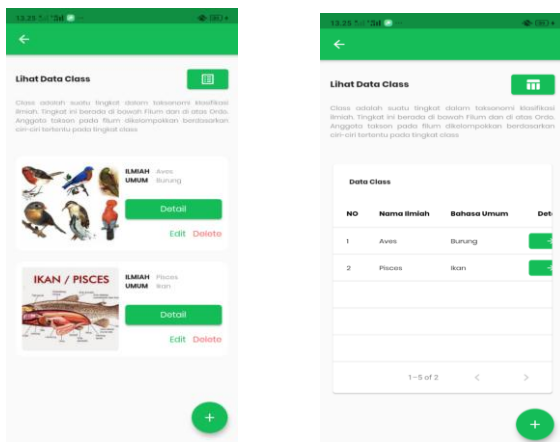 13.25
Lihat Data Class
Class adalah suatu tingkat dalam taksonomi klasifikasi
ilmiah. Tingkat ini berada di bawah Filum dan di atas Ordo.
Anggota takson pada filum dikelompokkan berdasarkan
ciri-ciri tertentu pada tingkat class
ILMIAH Aves
UMUM Burung
Detail
Edit Delete
IKAN / PISCES
ILMIAH Pisces
UMUM Ikan
Detail
Edit Delete
13.25
Lihat Data Class
Class adalah suatu tingkat dalam taksonomi klasifikasi
ilmiah. Tingkat ini berada di bawah Filum dan di atas Ordo.
Anggota takson pada filum dikelompokkan berdasarkan
ciri-ciri tertentu pada tingkat class
Data Class
NO Nama Ilmiah Bahasa Umum Det
1 Aves Burung
2 Pisces Ikan
1–5 of 2